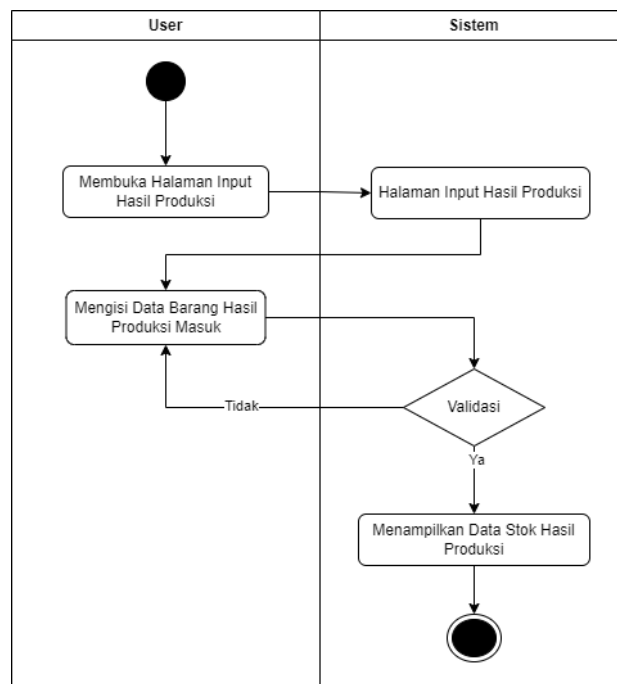 User
Sistem
Membuka Halaman Input
Hasil Produksi
Halaman Input Hasil Produksi
Mengisi Data Barang Hasil
Produksi Masuk
Validasi
Tidak
Ya
Menampilkan Data Stok Hasil
Produksi